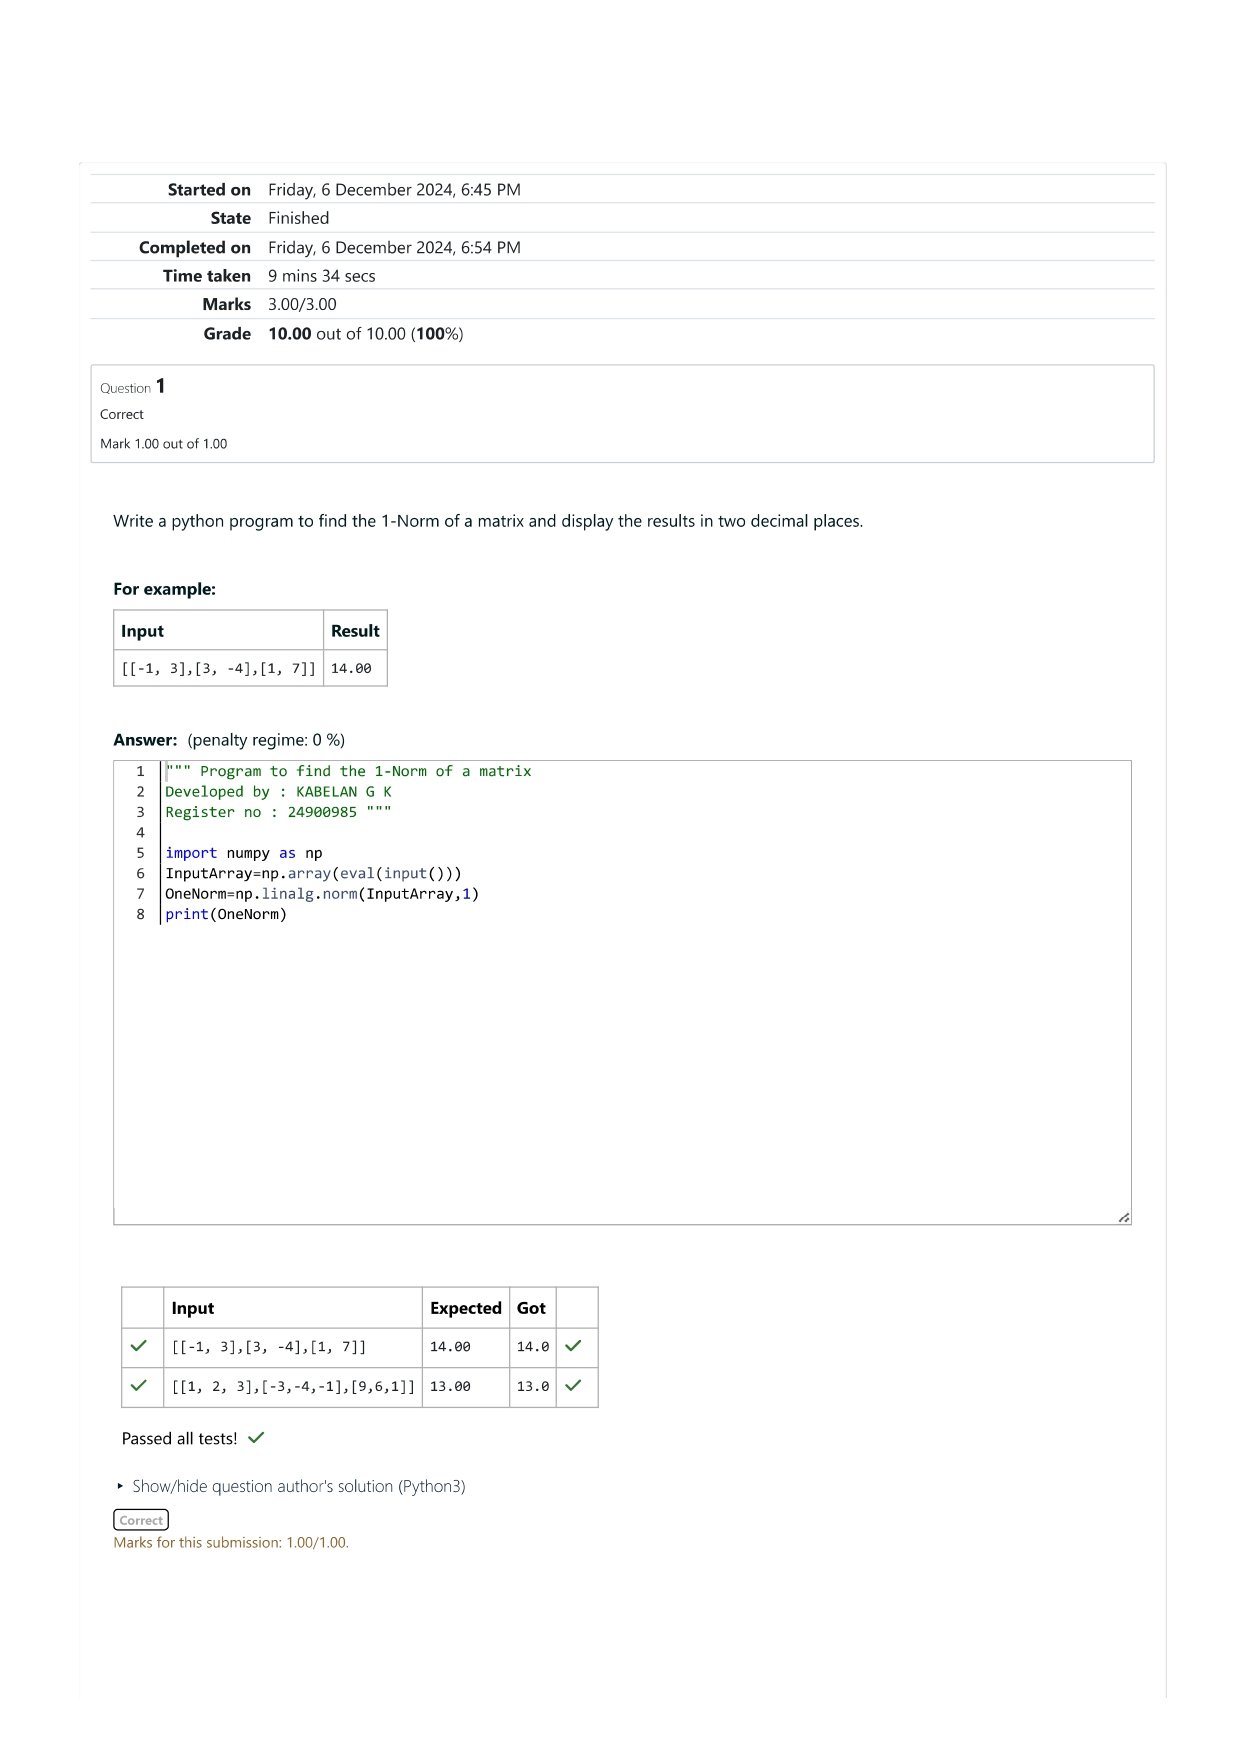 Started on Friday, 6 December 2024, 6:45 PM
State Finished
Completed on Friday, 6 December 2024, 6:54 PM
Time taken 9 mins 34 secs
Marks 3.00/3.00
Grade 10.00 out of 10.00 (100%)
Question 1
Correct
Mark 1.00 out of 1.00
Write a python program to find the 1-Norm of a matrix and display the results in two decimal places.
For example:
Input Result
[[-1, 3],[3, -4],[1, 7]] 14.00
Answer: (penalty regime: 0 %)
1 """ Program to find the 1-Norm of a matrix
2 Developed by : KABELAN G K
3 Register no : 24900985 """
4
5 import numpy as np
6 InputArray=np.array(eval(input()))
7 OneNorm=np.linalg.norm(InputArray,1)
8 print(OneNorm)
Input Expected Got
[[-1, 3],[3, -4],[1, 7]] 14.00 14.0
[[1, 2, 3],[-3,-4,-1],[9,6,1]] 13.00 13.0
Passed all tests!
Show/hide question author's solution (Python3)
Correct
Marks for this submission: 1.00/1.00.